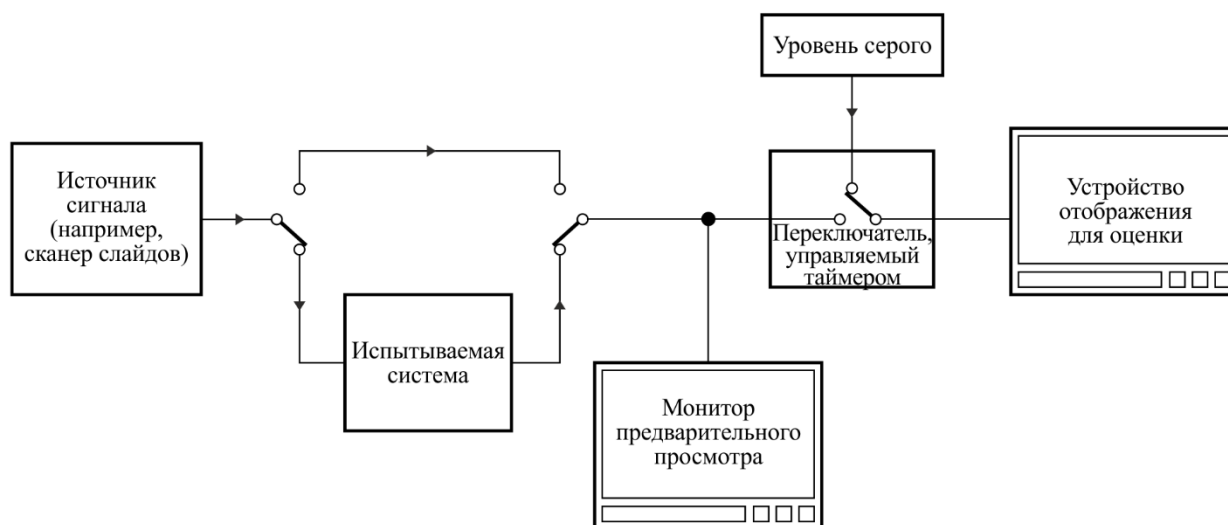 Уровень серого
Источник
сигнала
(например,
сканер слайдов)
Устройство
отображения
для оценки
Переключатель,
управляемый
таймером
Испытываемая
система
Монитор
предварительного
просмотра